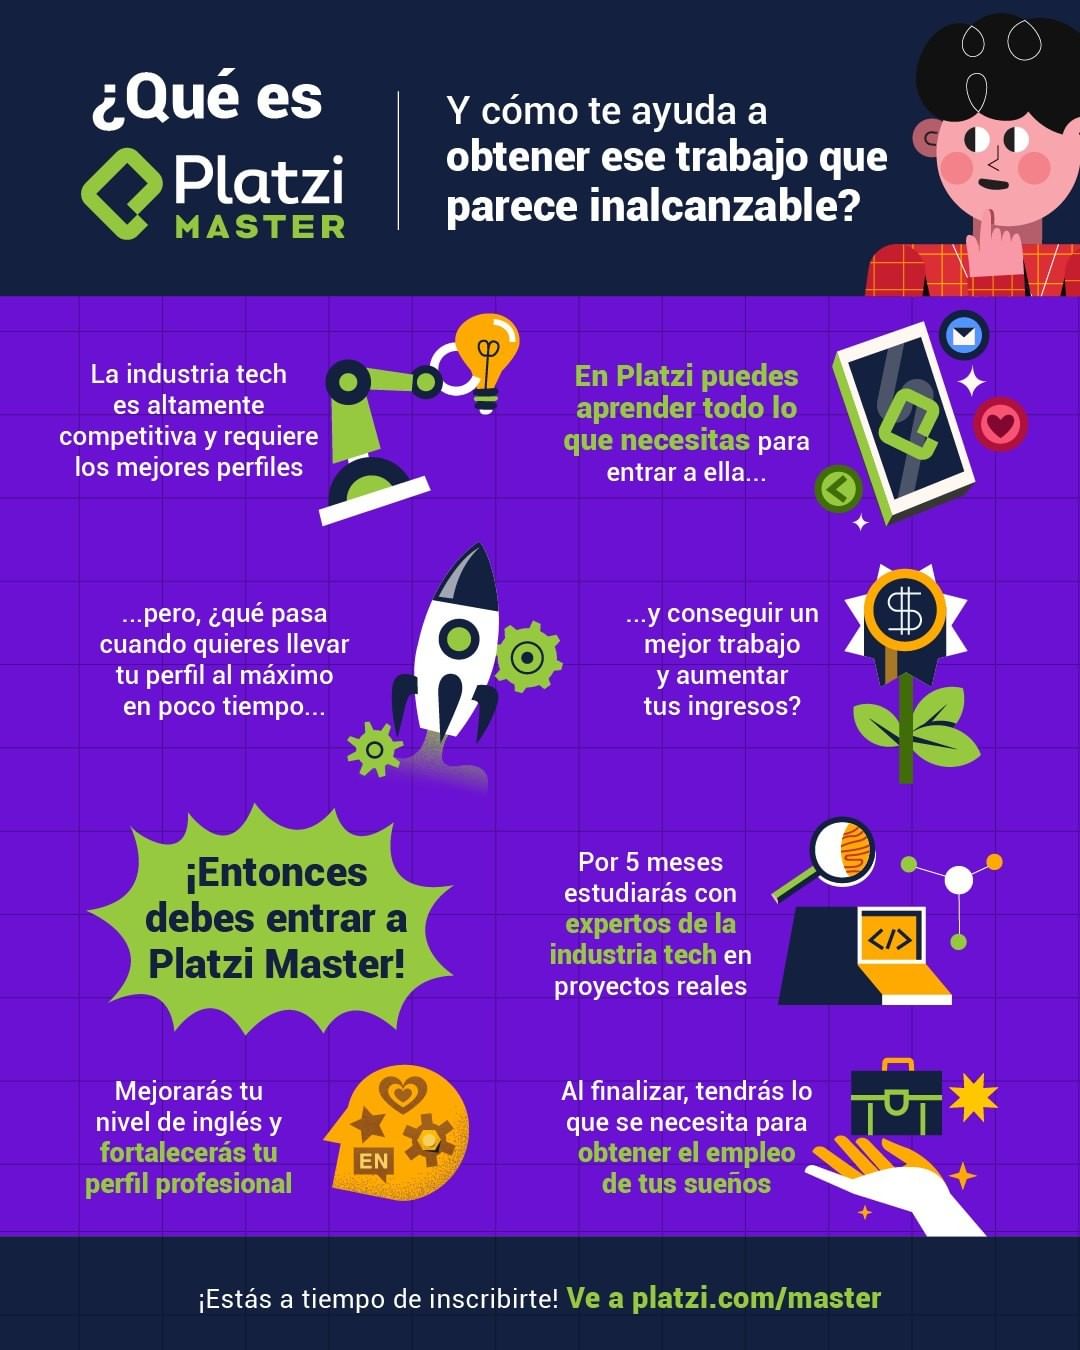 ¿Qué es
Platzi
MASTER
Y cómo te ayuda a
obtener ese trabajo que
parece inalcanzable?
La industria tech
es altamente
competitiva y requiere
los mejores perfiles
En Platzi puedes
aprender todo lo
que necesitas para
entrar a ella...
...pero, ¿qué pasa
cuando quieres llevar
tu perfil al máximo
en poco tiempo...
...y conseguir un
mejor trabajo
y aumentar
tus ingresos?
$
¡Entonces
debes entrar a
Platzi Master!
Por 5 meses
estudiarás con
expertos de la
industria tech en
proyectos reales
</>
Mejorarás tu
nivel de inglés y
fortalecerás tu
perfil profesional
EN
Al finalizar, tendrás lo
que se necesita para
obtener el empleo
de tus sueños
¡Estás a tiempo de inscribirte! Ve a platzi.com/master